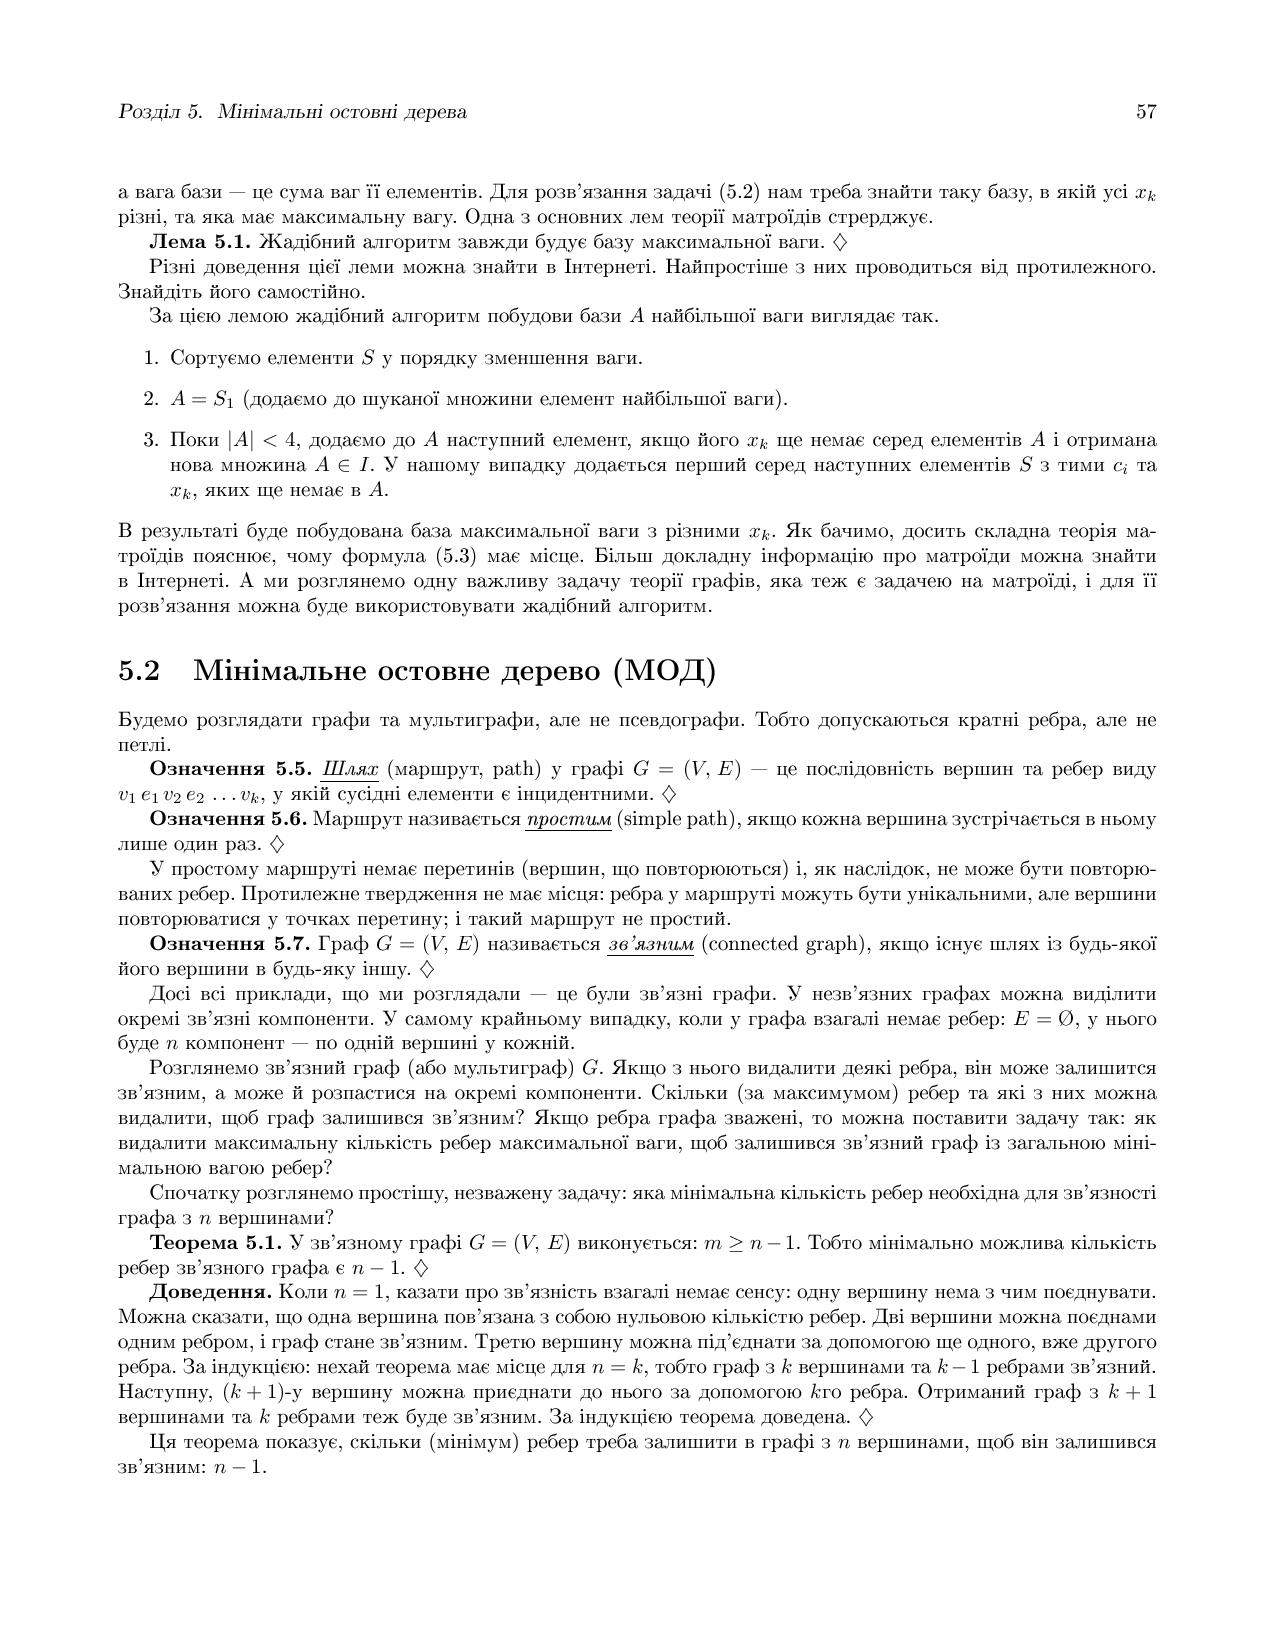 Розділ 5. Мінімальні остовні дерева 57
а вага бази — це сума ваг її елементів. Для розв'язання задачі (5.2) нам треба знайти таку базу, в якій усі xₖ
різні, та яка має максимальну вагу. Одна з основних лем теорії матроїдів стрерджує.
Лема 5.1. Жадібний алгоритм завжди будує базу максимальної ваги. ♢
Різні доведення цієї леми можна знайти в Інтернеті. Найпростіше з них проводиться від протилежного.
Знайдіть його самостійно.
За цією лемою жадібний алгоритм побудови бази A найбільшої ваги виглядає так.
1. Сортуємо елементи S у порядку зменшення ваги.
2. A = S₁ (додаємо до шуканої множини елемент найбільшої ваги).
3. Поки |A| < 4, додаємо до A наступний елемент, якщо його xₖ ще немає серед елементів A і отримана
нова множина A ∈ I. У нашому випадку додається перший серед наступних елементів S з тими cᵢ та
xₖ, яких ще немає в A.
В результаті буде побудована база максимальної ваги з різними xₖ. Як бачимо, досить складна теорія ма-
троїдів пояснює, чому формула (5.3) має місце. Більш докладну інформацію про матроїди можна знайти
в Інтернеті. А ми розглянемо одну важливу задачу теорії графів, яка теж є задачею на матроїді, і для її
розв'язання можна буде використовувати жадібний алгоритм.
5.2 Мінімальне остовне дерево (МОД)
Будемо розглядати графи та мультиграфи, але не псевдографи. Тобто допускаються кратні ребра, але не
петлі.
Означення 5.5. Шлях (маршрут, path) у графі G = (V, E) — це послідовність вершин та ребер виду
v₁ e₁ v₂ e₂ … vₖ, у якій сусідні елементи є інцидентними. ♢
Означення 5.6. Маршрут називається простим (simple path), якщо кожна вершина зустрічається в ньому
лише один раз. ♢
У простому маршруті немає перетинів (вершин, що повторюються) і, як наслідок, не може бути повторю-
ваних ребер. Протилежне твердження не має місця: ребра у маршруті можуть бути унікальними, але вершини
повторюватися у точках перетину; і такий маршрут не простий.
Означення 5.7. Граф G = (V, E) називається зв'язним (connected graph), якщо існує шлях із будь-якої
його вершини в будь-яку іншу. ♢
Досі всі приклади, що ми розглядали — це були зв'язні графи. У незв'язних графах можна виділити
окремі зв'язні компоненти. У самому крайньому випадку, коли у графа взагалі немає ребер: E = ∅, у нього
буде n компонент — по одній вершині у кожній.
Розглянемо зв'язний граф (або мультиграф) G. Якщо з нього видалити деякі ребра, він може залишится
зв'язним, а може й розпастися на окремі компоненти. Скільки (за максимумом) ребер та які з них можна
видалити, щоб граф залишився зв'язним? Якщо ребра графа зважені, то можна поставити задачу так: як
видалити максимальну кількість ребер максимальної ваги, щоб залишився зв'язний граф із загальною міні-
мальною вагою ребер?
Спочатку розглянемо простішу, незважену задачу: яка мінімальна кількість ребер необхідна для зв'язності
графа з n вершинами?
Теорема 5.1. У зв'язному графі G = (V, E) виконується: m ≥ n − 1. Тобто мінімально можлива кількість
ребер зв'язного графа є n − 1. ♢
Доведення. Коли n = 1, казати про зв'язність взагалі немає сенсу: одну вершину нема з чим поєднувати.
Можна сказати, що одна вершина пов'язана з собою нульовою кількістю ребер. Дві вершини можна поєднами
одним ребром, і граф стане зв'язним. Третю вершину можна під'єднати за допомогою ще одного, вже другого
ребра. За індукцією: нехай теорема має місце для n = k, тобто граф з k вершинами та k − 1 ребрами зв'язний.
Наступну, (k + 1)-у вершину можна приєднати до нього за допомогою kго ребра. Отриманий граф з k + 1
вершинами та k ребрами теж буде зв'язним. За індукцією теорема доведена. ♢
Ця теорема показує, скільки (мінімум) ребер треба залишити в графі з n вершинами, щоб він залишився
зв'язним: n − 1.